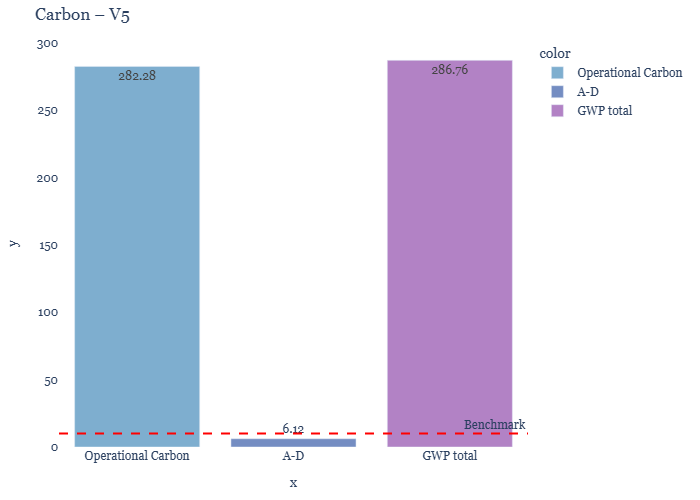 Carbon – V5
300
250
200
150
100
50
0
y
282.28
6.12
286.76
Benchmark
Operational Carbon
A-D
GWP total
x
color
Operational Carbon
A-D
GWP total